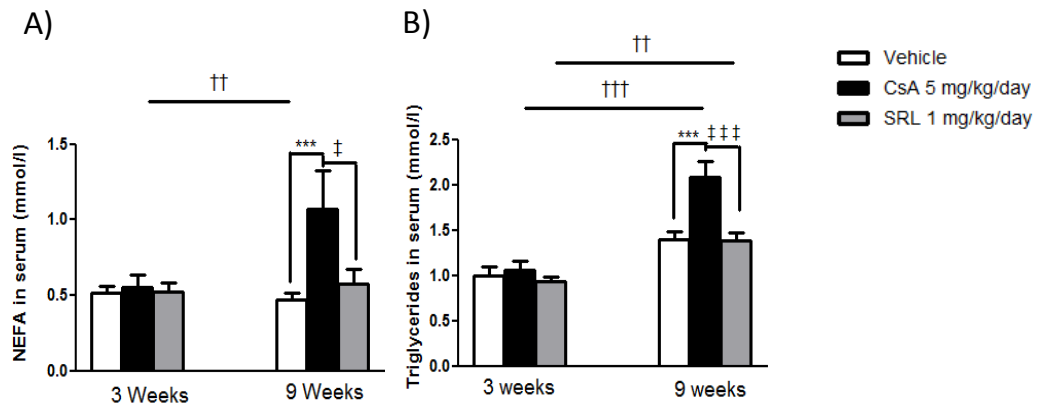 A)
††
NEFA in serum (mmol/l)
1.5
1.0
0.5
0.0
*** ‡
3 Weeks 9 Weeks
B)
††
†††
Triglycerides in serum (mmol/l)
2.5
2.0
1.5
1.0
0.5
0.0
*** ‡‡‡
3 weeks 9 weeks
Vehicle
CsA 5 mg/kg/day
SRL 1 mg/kg/day